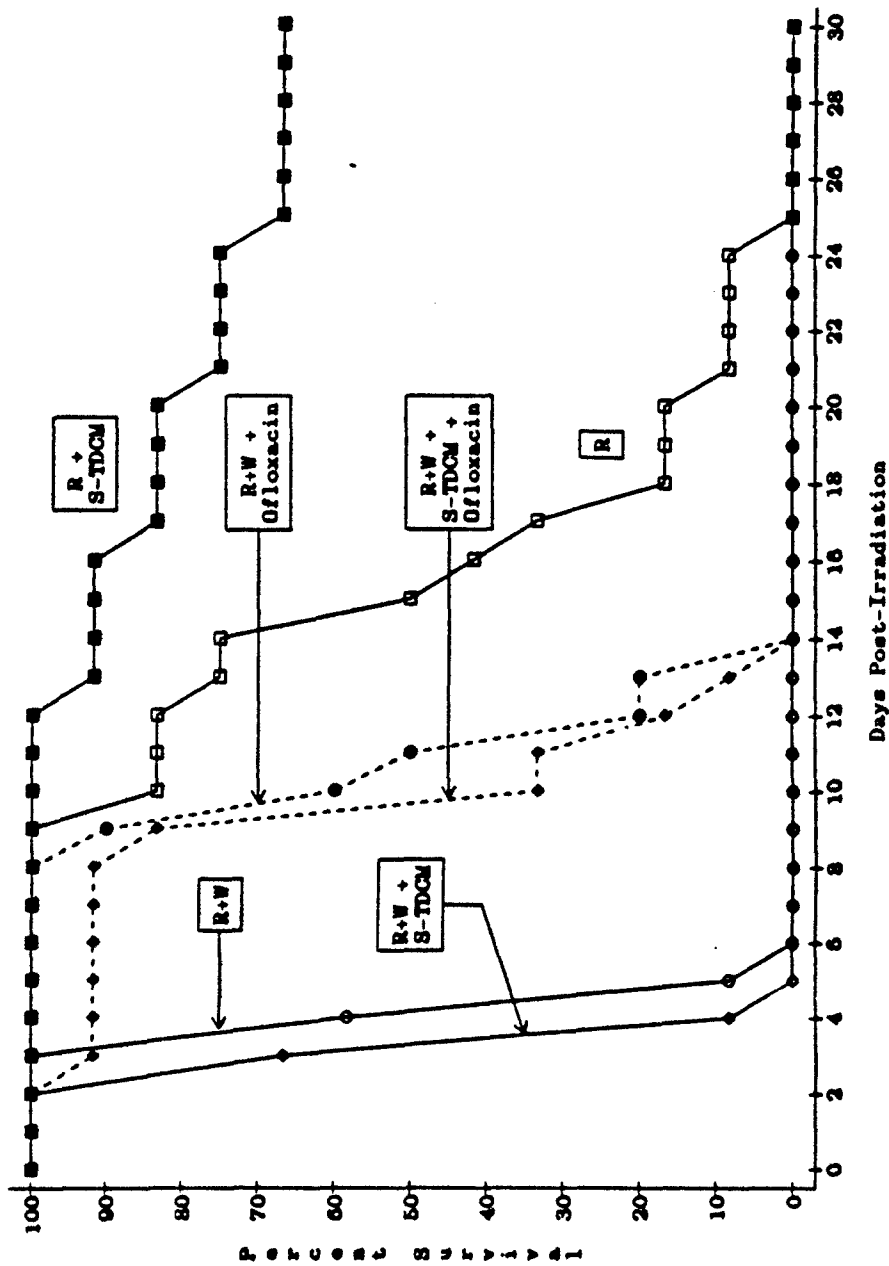 Percent Survival
100
90
80
70
60
50
40
30
20
10
0
R +
S-TDCM
R+W +
Ofloxacin
R+W +
S-TDCM +
Ofloxacin
R
R+W
R+W +
S-TDCM
0 2 4 6 8 10 12 14 16 18 20 22 24 26 28 30
Days Post-Irradiation